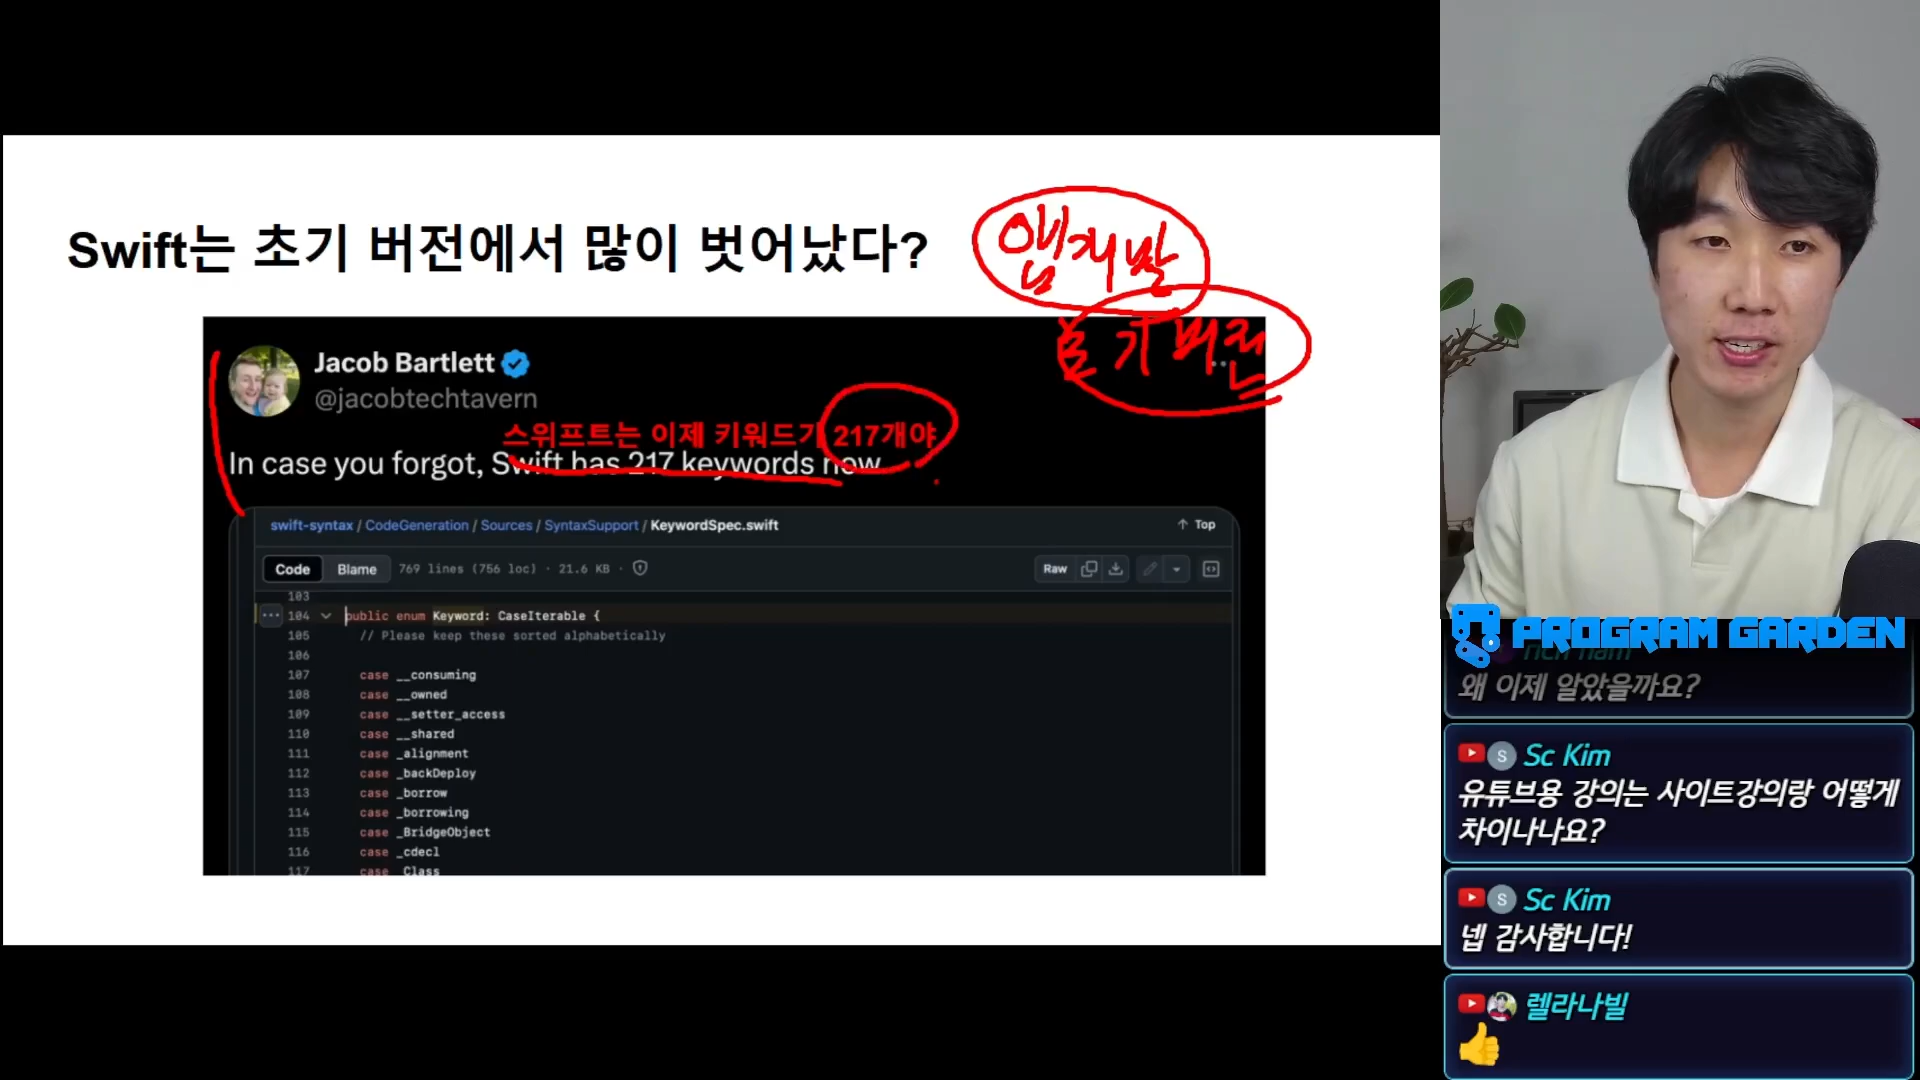 Swift는 초기 버전에서 많이 벗어났다?
앱개발
초기버전
Jacob Bartlett
@jacobtechtavern
스위프트는 이제 키워드가 217개야
In case you forgot, Swift has 217 keywords now
swift-syntax / CodeGeneration / Sources / SyntaxSupport / KeywordSpec.swift
↑ Top
Code Blame 769 lines (756 loc) · 21.6 KB ·
Raw
103
104 public enum Keyword: CaseIterable {
105 // Please keep these sorted alphabetically
106
107 case __consuming
108 case __owned
109 case __setter_access
110 case __shared
111 case _alignment
112 case _backDeploy
113 case _borrow
114 case _borrowing
115 case _BridgeObject
116 case _cdecl
117 case _Class
PROGRAM GARDEN
rich nam
왜 이제 알았을까요?
S Sc Kim
유튜브용 강의는 사이트강의랑 어떻게
차이나나요?
S Sc Kim
넵 감사합니다!
렐라나빌